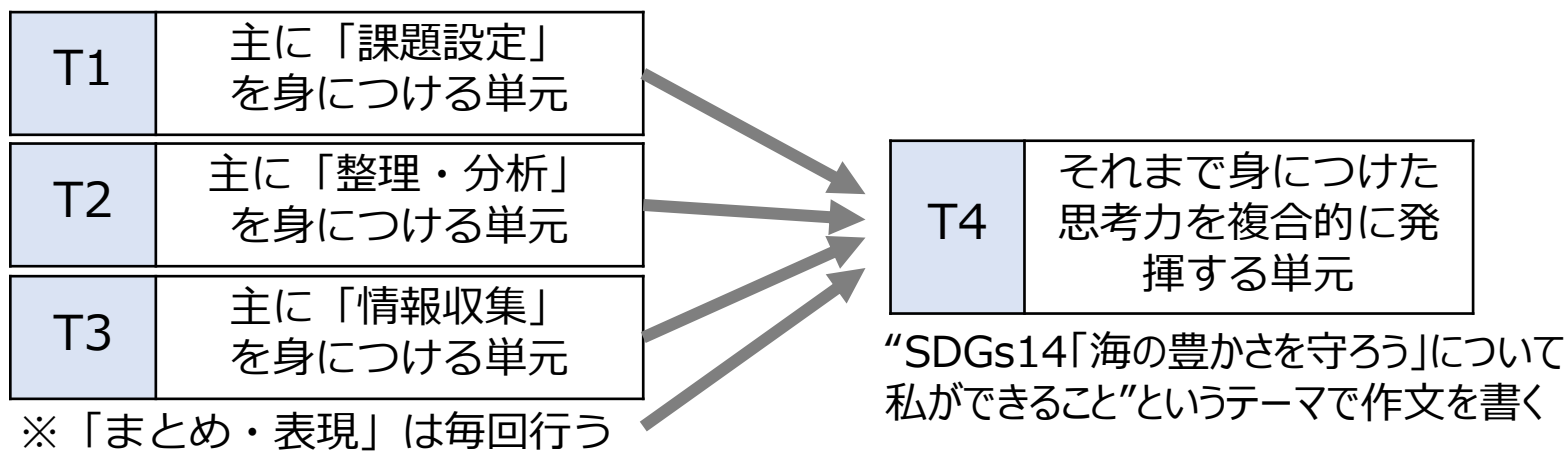 T1
主に「課題設定」
を身につける単元
T2
主に「整理・分析」
を身につける単元
T3
主に「情報収集」
を身につける単元
※「まとめ・表現」は毎回行う
T4
それまで身につけた
思考力を複合的に発
揮する単元
“SDGs14「海の豊かさを守ろう」について
私ができること”というテーマで作文を書く